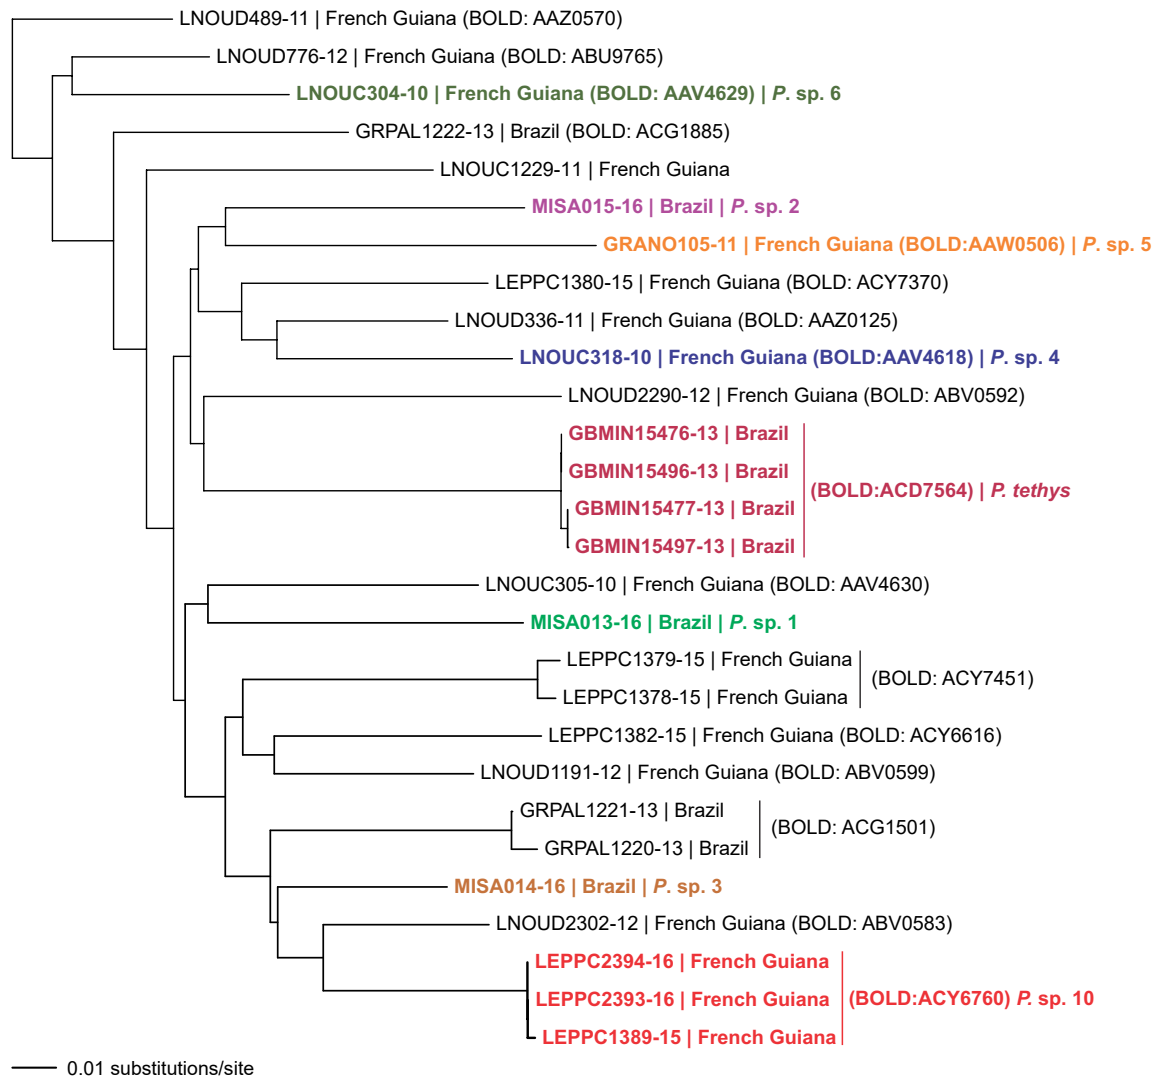 LNOUD489-11 | French Guiana (BOLD: AAZ0570)
LNOUD776-12 | French Guiana (BOLD: ABU9765)
LNOUC304-10 | French Guiana (BOLD: AAV4629) | P. sp. 6
GRPAL1222-13 | Brazil (BOLD: ACG1885)
LNOUC1229-11 | French Guiana
MISA015-16 | Brazil | P. sp. 2
GRANO105-11 | French Guiana (BOLD:AAW0506) | P. sp. 5
LEPPC1380-15 | French Guiana (BOLD: ACY7370)
LNOUD336-11 | French Guiana (BOLD: AAZ0125)
LNOUC318-10 | French Guiana (BOLD:AAV4618) | P. sp. 4
LNOUD2290-12 | French Guiana (BOLD: ABV0592)
GBMIN15476-13 | Brazil
GBMIN15496-13 | Brazil
(BOLD:ACD7564) | P. tethys
GBMIN15477-13 | Brazil
GBMIN15497-13 | Brazil
LNOUC305-10 | French Guiana (BOLD: AAV4630)
MISA013-16 | Brazil | P. sp. 1
LEPPC1379-15 | French Guiana
(BOLD: ACY7451)
LEPPC1378-15 | French Guiana
LEPPC1382-15 | French Guiana (BOLD: ACY6616)
LNOUD1191-12 | French Guiana (BOLD: ABV0599)
GRPAL1221-13 | Brazil
(BOLD: ACG1501)
GRPAL1220-13 | Brazil
MISA014-16 | Brazil | P. sp. 3
LNOUD2302-12 | French Guiana (BOLD: ABV0583)
LEPPC2394-16 | French Guiana
LEPPC2393-16 | French Guiana
(BOLD:ACY6760) P. sp. 10
LEPPC1389-15 | French Guiana
0.01 substitutions/site